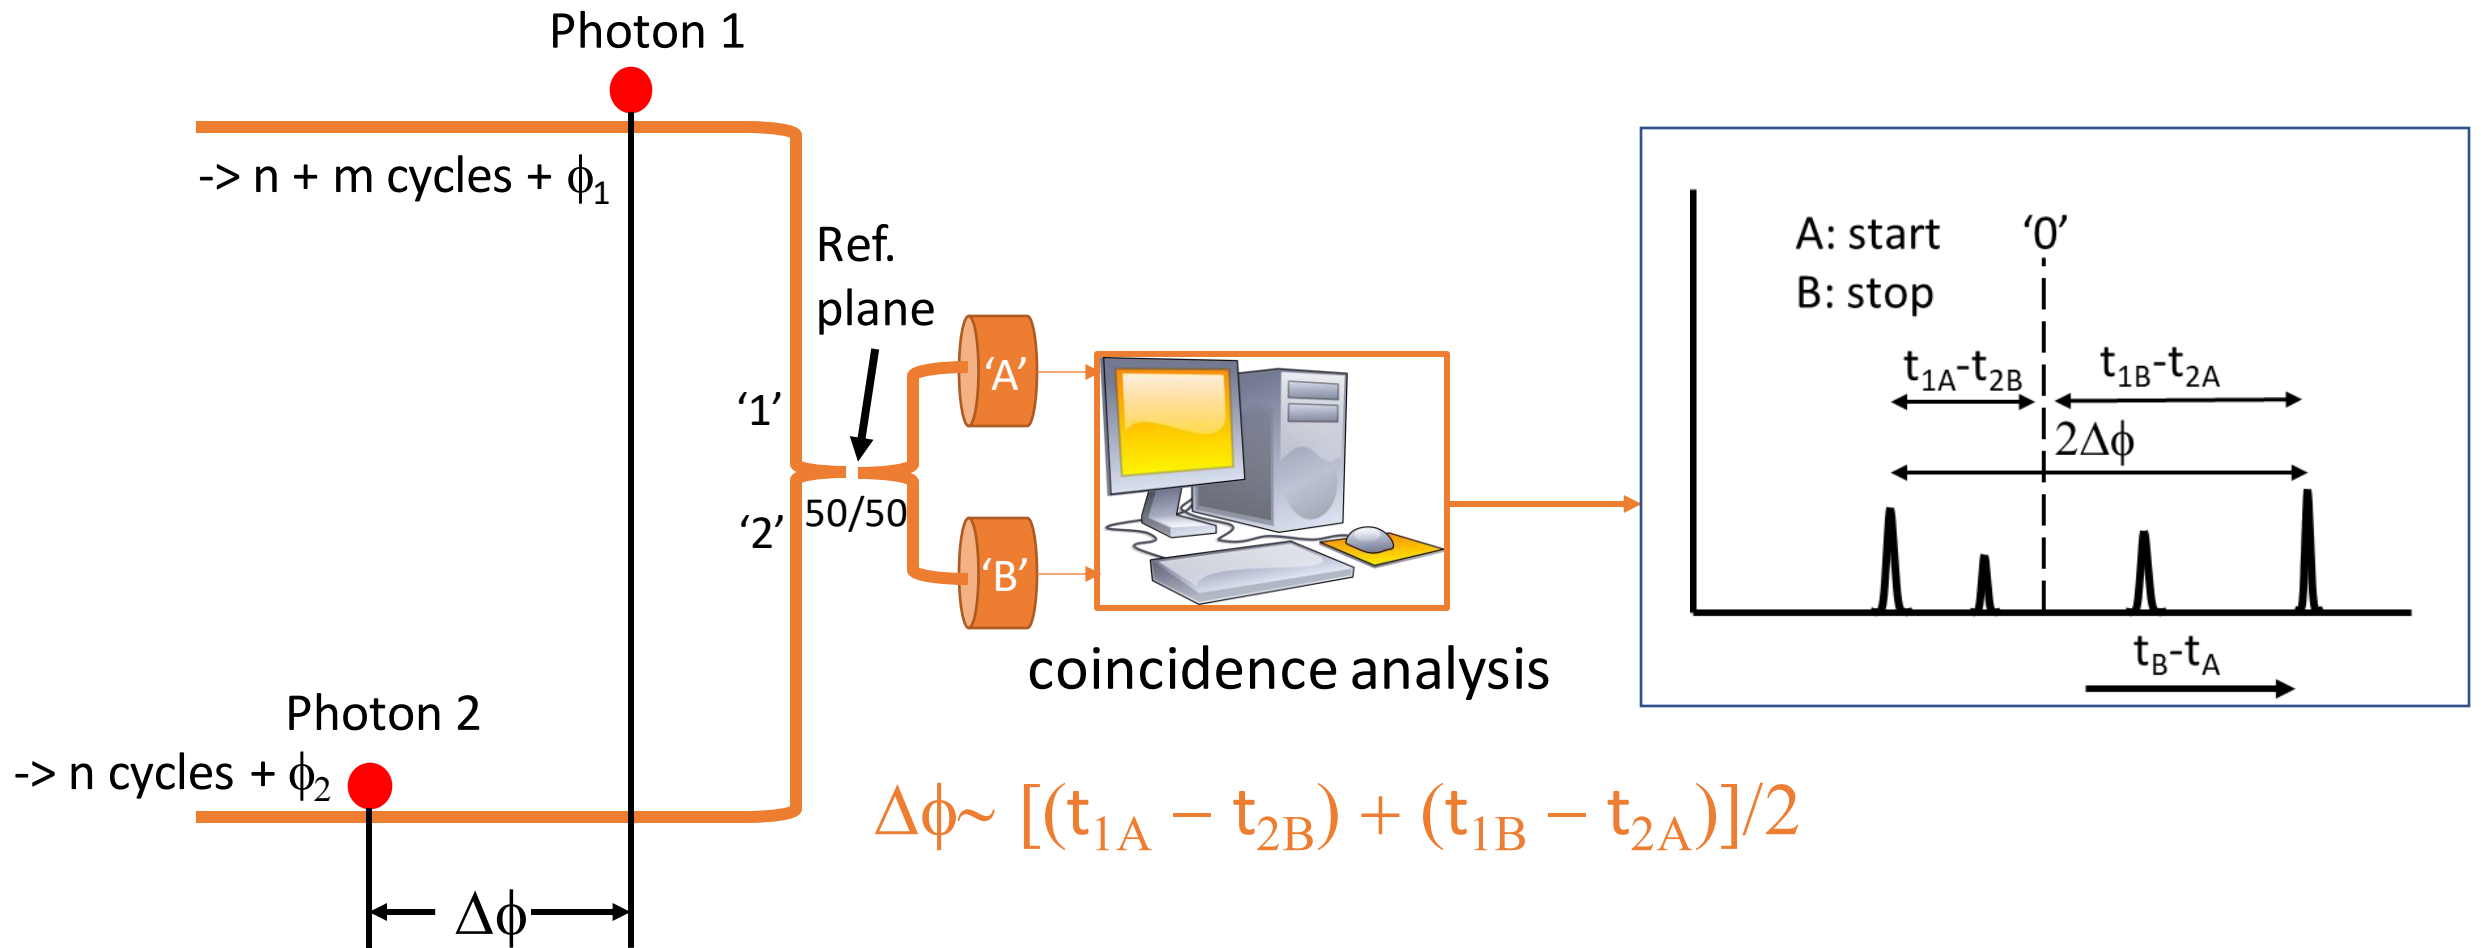 Photon 1
-> n + m cycles + ϕ1
Ref.
plane
'1'
'2'
50/50
'A'
'B'
coincidence analysis
Photon 2
-> n cycles + ϕ2
Δϕ
Δϕ~ [(t1A − t2B) + (t1B − t2A)]/2
A: start
B: stop
'0'
t1A-t2B
t1B-t2A
2Δϕ
tB-tA